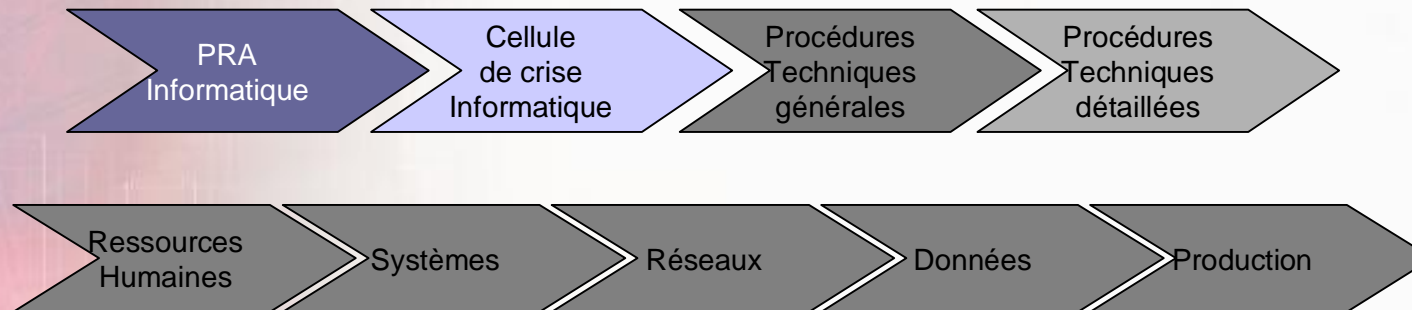 PRA
Informatique
Cellule
de crise
Informatique
Procédures
Techniques
générales
Procédures
Techniques
détaillées
Ressources
Humaines
Systèmes
Réseaux
Données
Production